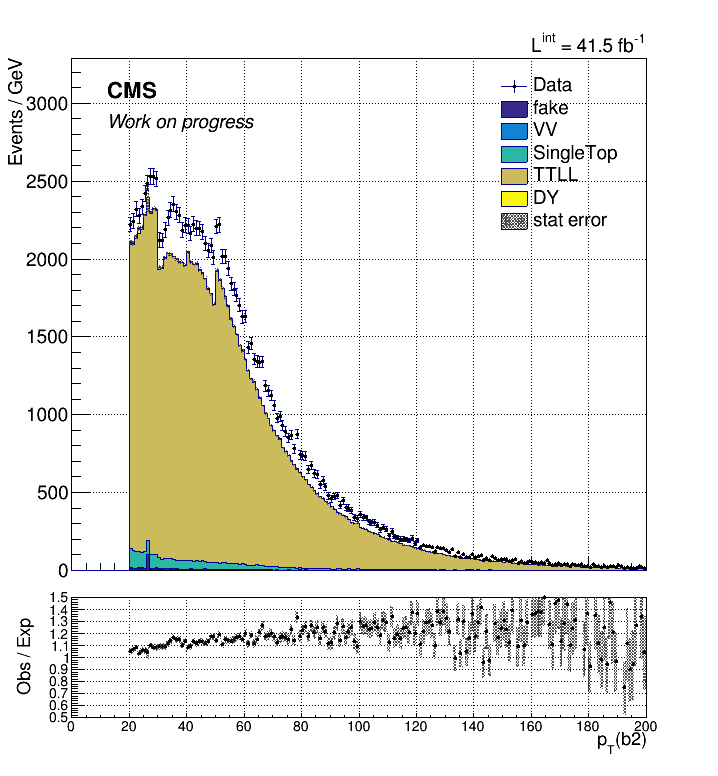 L^int = 41.5 fb^-1
Events / GeV
CMS
Work on progress
Data
fake
VV
SingleTop
TTLL
DY
stat error
3000
2500
2000
1500
1000
500
0
Obs / Exp
1.5
1.4
1.3
1.2
1.1
1
0.9
0.8
0.7
0.6
0.5
0 20 40 60 80 100 120 140 160 180 200
p_T(b2)